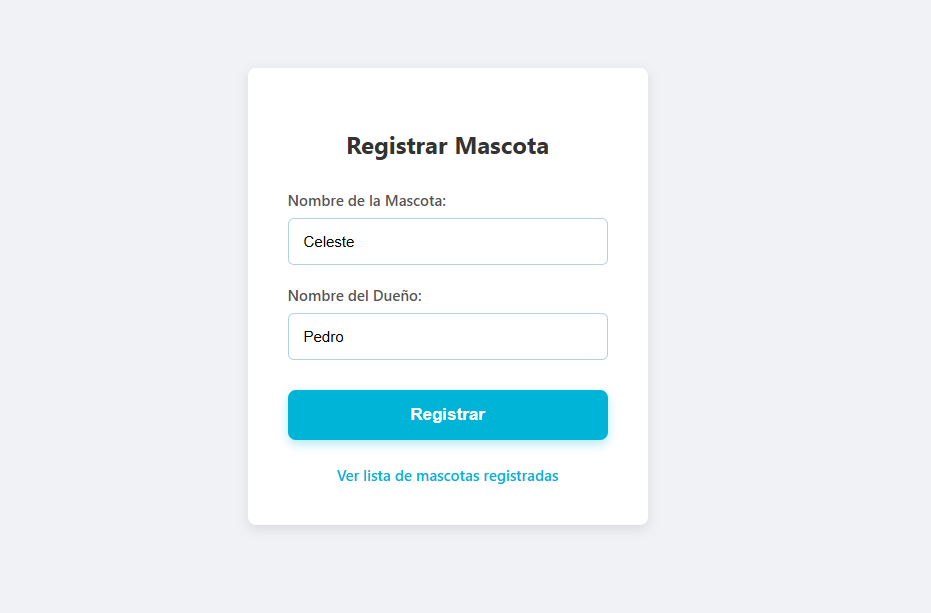 Registrar Mascota
Nombre de la Mascota:
Celeste
Nombre del Dueño:
Pedro
Registrar
Ver lista de mascotas registradas